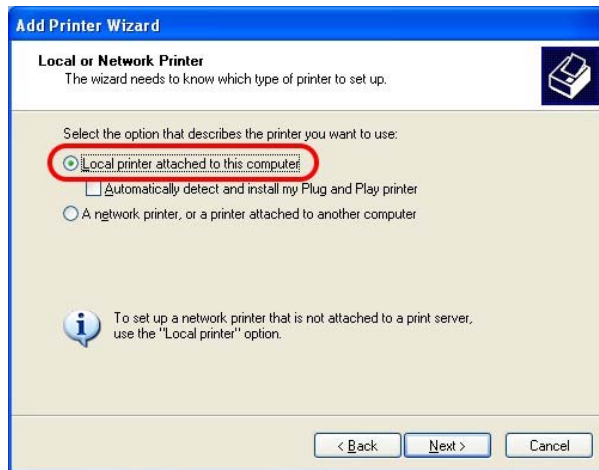 Add Printer Wizard
Local or Network Printer
The wizard needs to know which type of printer to set up.
Select the option that describes the printer you want to use:
Local printer attached to this computer
Automatically detect and install my Plug and Play printer
A network printer, or a printer attached to another computer
To set up a network printer that is not attached to a print server,
use the "Local printer" option.
< Back Next > Cancel